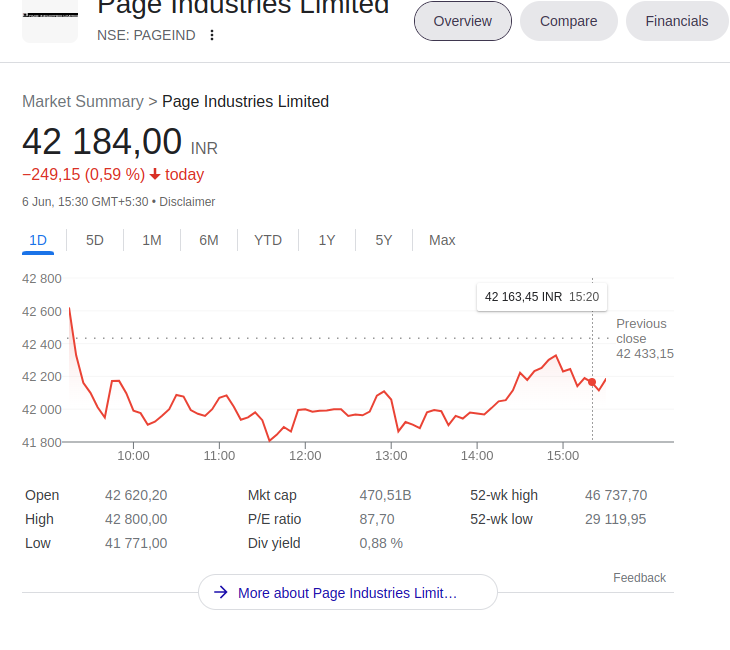 Page Industries Limited
NSE: PAGEIND
Overview
Compare
Financials
Market Summary > Page Industries Limited
42 184,00 INR
−249,15 (0,59 %) today
6 Jun, 15:30 GMT+5:30 • Disclaimer
1D 5D 1M 6M YTD 1Y 5Y Max
42 800
42 600
42 400
42 200
42 000
41 800
42 163,45 INR 15:20
Previous
close
42 433,15
10:00 11:00 12:00 13:00 14:00 15:00
Open 42 620,20 Mkt cap 470,51B 52-wk high 46 737,70
High 42 800,00 P/E ratio 87,70 52-wk low 29 119,95
Low 41 771,00 Div yield 0,88 %
Feedback
More about Page Industries Limit…